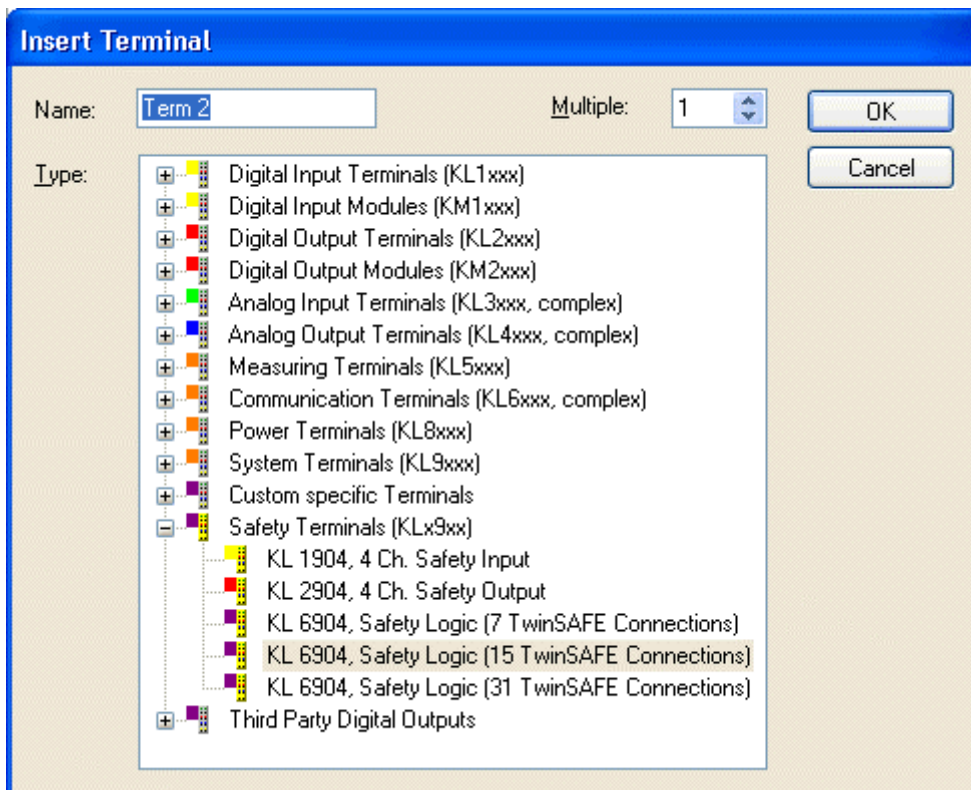 Insert Terminal
Name: Term 2 Multiple: 1 OK
Type: Cancel
Digital Input Terminals (KL1xxx)
Digital Input Modules (KM1xxx)
Digital Output Terminals (KL2xxx)
Digital Output Modules (KM2xxx)
Analog Input Terminals (KL3xxx, complex)
Analog Output Terminals (KL4xxx, complex)
Measuring Terminals (KL5xxx)
Communication Terminals (KL6xxx, complex)
Power Terminals (KL8xxx)
System Terminals (KL9xxx)
Custom specific Terminals
Safety Terminals (KLx9xx)
KL 1904, 4 Ch. Safety Input
KL 2904, 4 Ch. Safety Output
KL 6904, Safety Logic (7 TwinSAFE Connections)
KL 6904, Safety Logic (15 TwinSAFE Connections)
KL 6904, Safety Logic (31 TwinSAFE Connections)
Third Party Digital Outputs